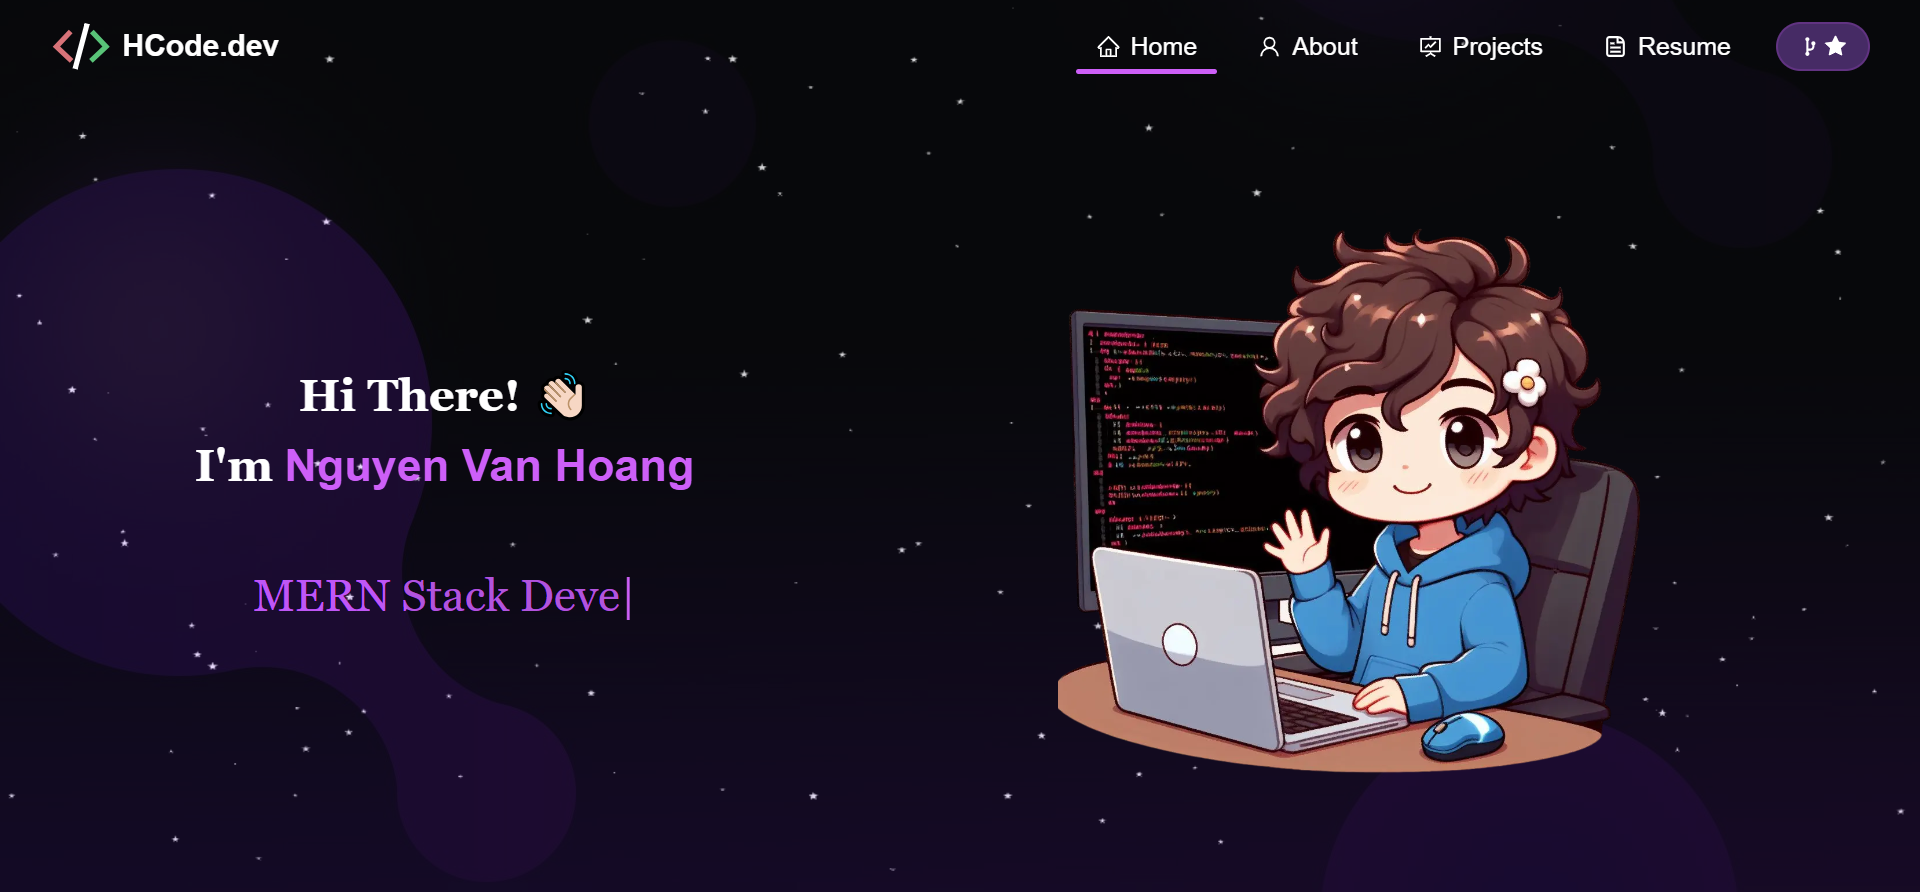 HCode.dev
Home
About
Projects
Resume
Hi There! 👋🏻
I'm Nguyen Van Hoang
MERN Stack Deve|